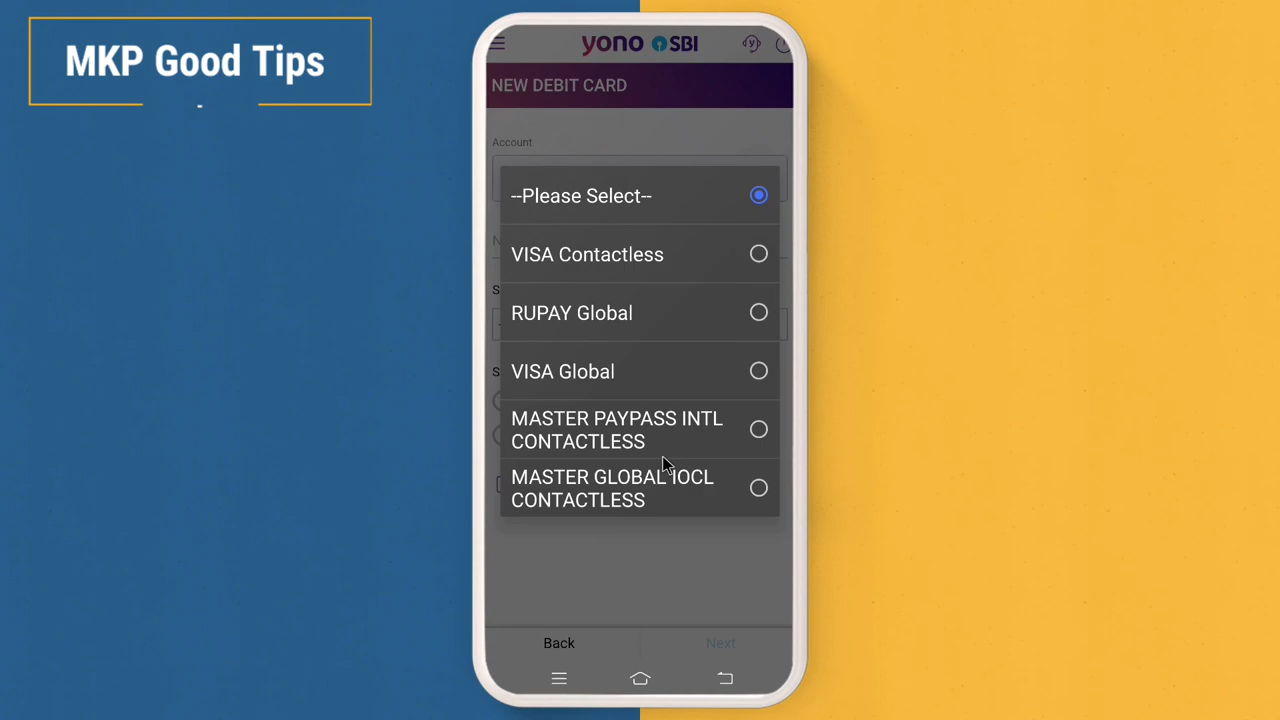 MKP Good Tips
yono SBI
NEW DEBIT CARD
Account
--Please Select--
VISA Contactless
RUPAY Global
VISA Global
MASTER PAYPASS INTL
CONTACTLESS
MASTER GLOBAL IOCL
CONTACTLESS
Back
Next